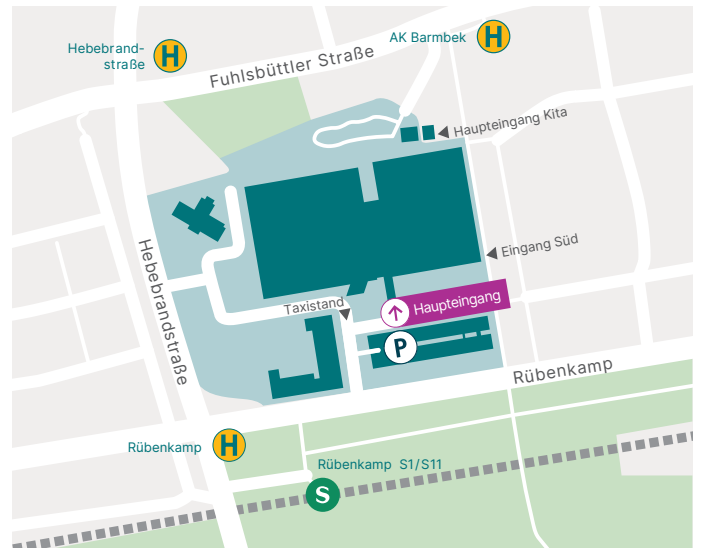 AK Barmbek
H
Hebebrand-
straße
H
Fuhlsbüttler Straße
Haupteingang Kita
Eingang Süd
Hebebrandstraße
Taxistand
Haupteingang
P
Rübenkamp
Rübenkamp
H
Rübenkamp S1/S11
S